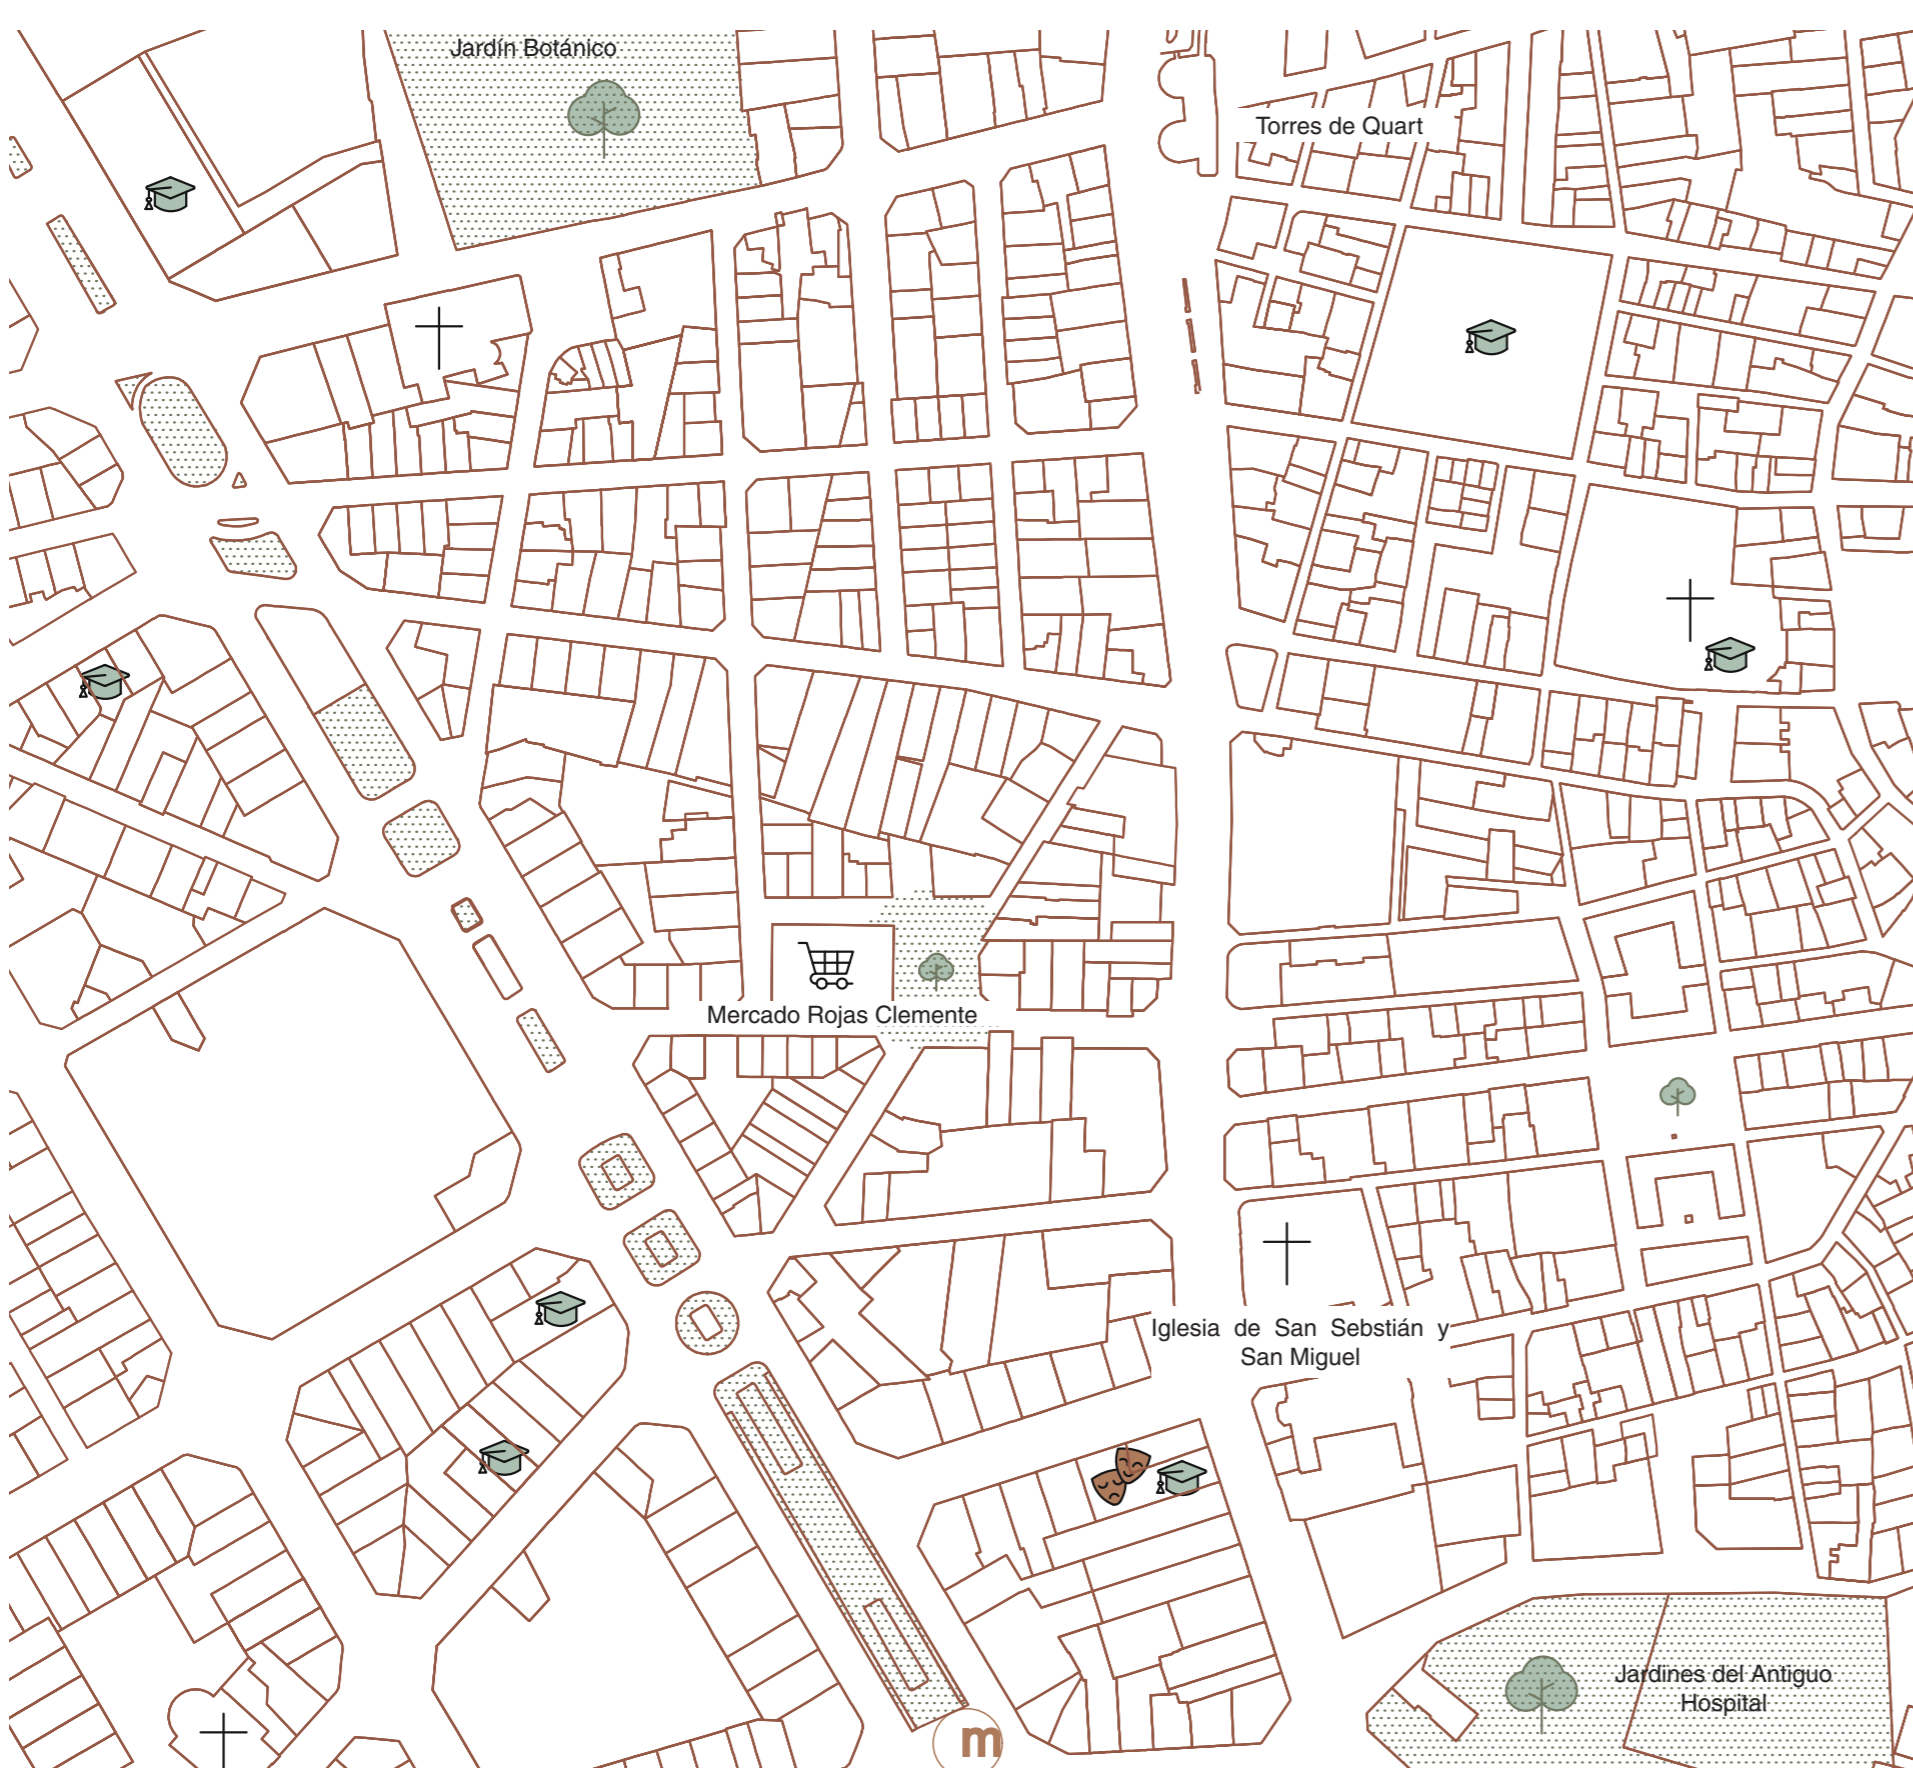 Jardín Botánico
Torres de Quart
Mercado Rojas Clemente
Iglesia de San Sebstián y
San Miguel
Jardines del Antiguo
Hospital
m